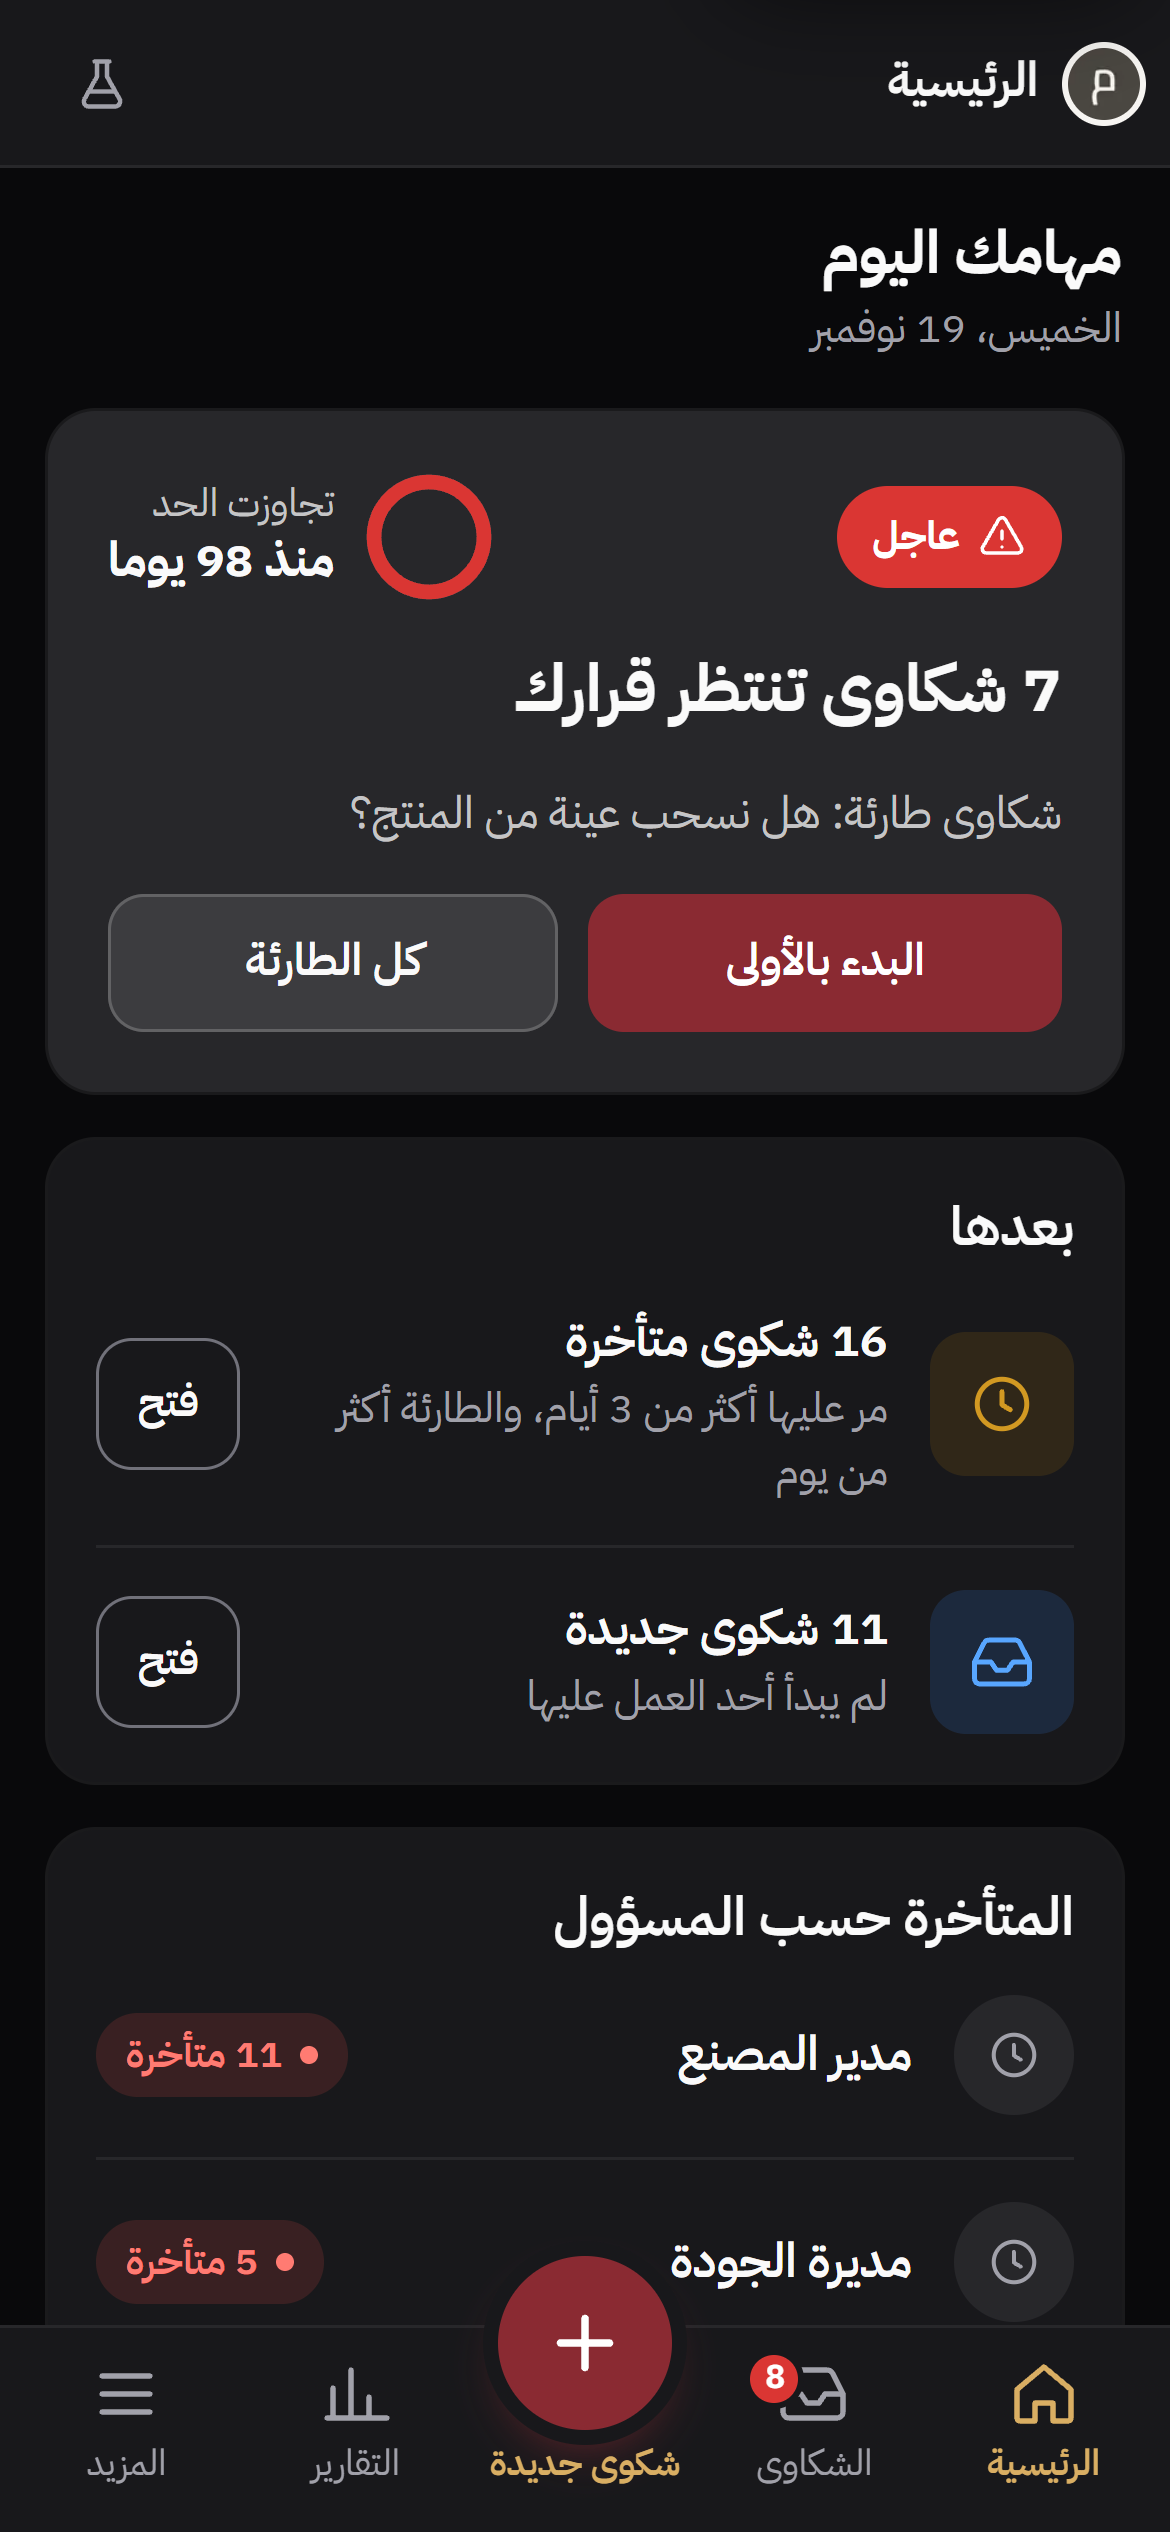 م
الرئيسية
مهامك اليوم
الخميس، 19 نوفمبر
عاجل
تجاوزت الحد
منذ 98 يوما
7 شكاوى تنتظر قرارك
شكاوى طارئة: هل نسحب عينة من المنتج؟
البدء بالأولى
كل الطارئة
بعدها
16 شكوى متأخرة
مر عليها أكثر من 3 أيام، والطارئة أكثر
من يوم
فتح
11 شكوى جديدة
لم يبدأ أحد العمل عليها
فتح
المتأخرة حسب المسؤول
مدير المصنع
11 متأخرة
مديرة الجودة
5 متأخرة
الرئيسية
8
الشكاوى
شكوى جديدة
التقارير
المزيد